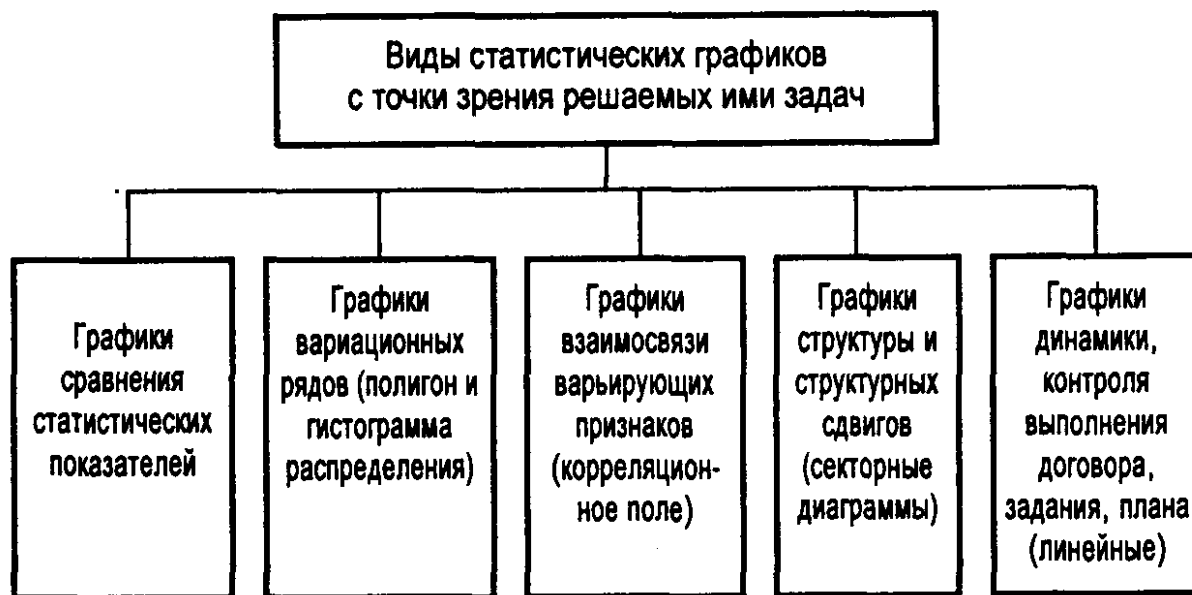 Виды статистических графиков
с точки зрения решаемых ими задач
Графики
сравнения
статистических
показателей
Графики
вариационных
рядов (полигон и
гистограмма
распределения)
Графики
взаимосвязи
варьирующих
признаков
(корреляцион-
ное поле)
Графики
структуры и
структурных
сдвигов
(секторные
диаграммы)
Графики
динамики,
контроля
выполнения
договора,
задания, плана
(линейные)